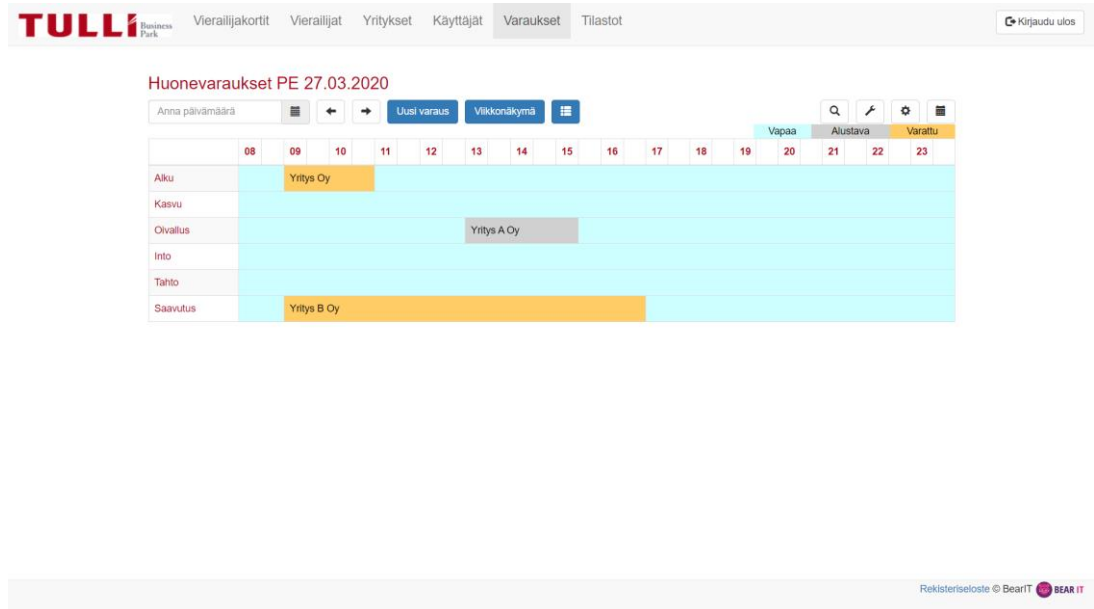 TULLI Business Park Vierailijakortit Vierailijat Yritykset Käyttäjät Varaukset Tilastot Kirjaudu ulos
Huonevaraukset PE 27.03.2020
Anna päivämäärä Uusi varaus Viikkonäkymä
Vapaa Alustava Varattu
08 09 10 11 12 13 14 15 16 17 18 19 20 21 22 23
Alku Yritys Oy
Kasvu
Oivallus Yritys A Oy
Into
Tahto
Saavutus Yritys B Oy
Rekisteriseloste © BearIT BEAR IT